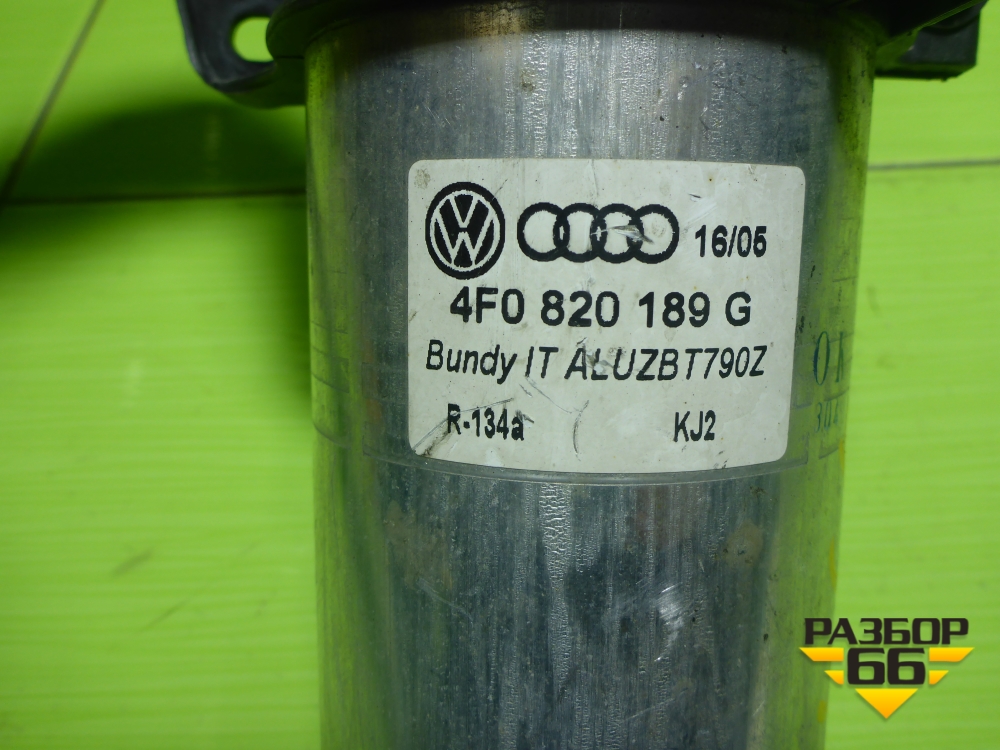 16/05
4F0 820 189 G
Bundy IT ALUZBT790Z
R-134a
KJ2
РАЗБОР
66